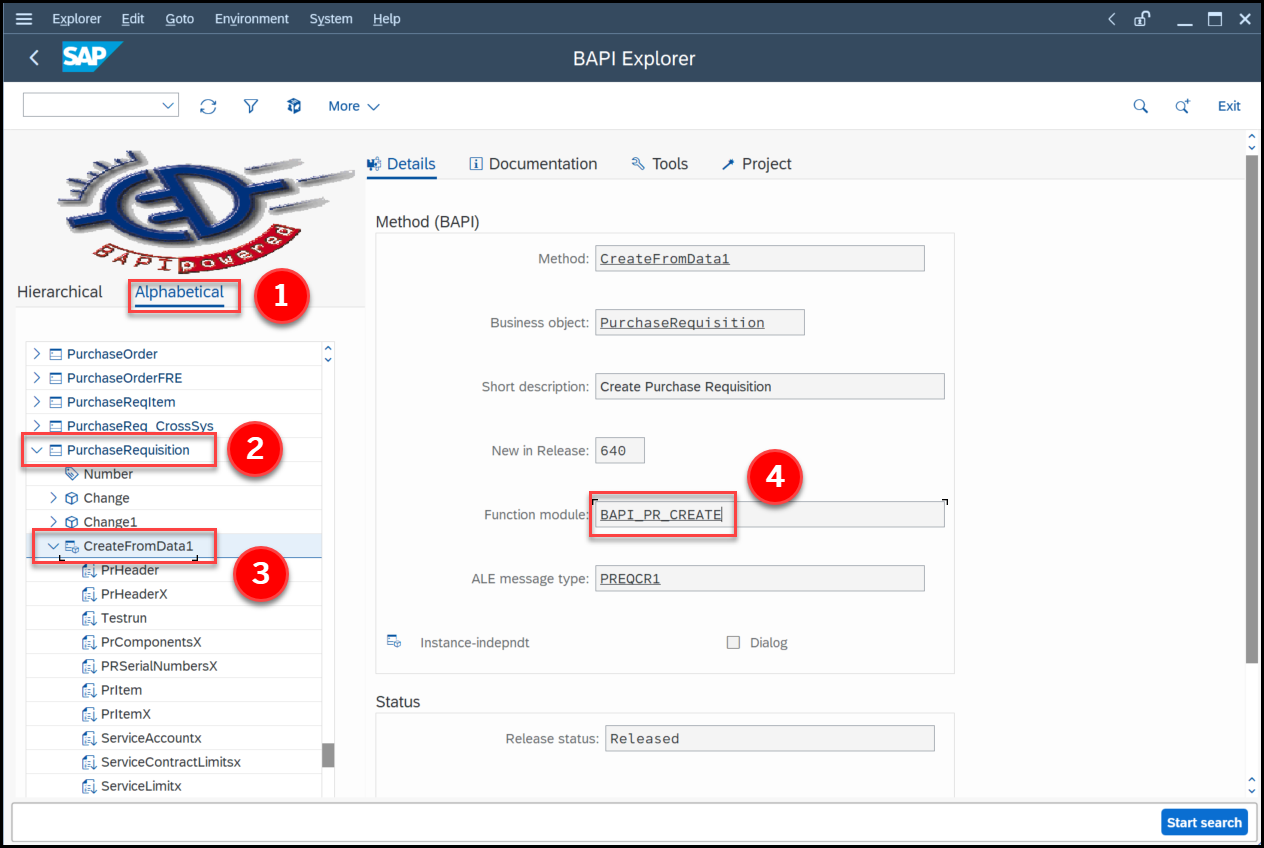 Explorer Edit Goto Environment System Help
SAP
BAPI Explorer
More
Exit
BAPI powered
Hierarchical
Alphabetical
1
PurchaseOrder
PurchaseOrderFRE
PurchaseReqItem
PurchaseReq_CrossSys
PurchaseRequisition
2
Number
Change
Change1
CreateFromData1
3
PrHeader
PrHeaderX
Testrun
PrComponentsX
PRSerialNumbersX
PrItem
PrItemX
ServiceAccountx
ServiceContractLimitsx
ServiceLimitx
Details Documentation Tools Project
Method (BAPI)
Method: CreateFromData1
Business object: PurchaseRequisition
Short description: Create Purchase Requisition
New in Release: 640
4
Function module: BAPI_PR_CREATE
ALE message type: PREQCR1
Instance-indepndt Dialog
Status
Release status: Released
Start search